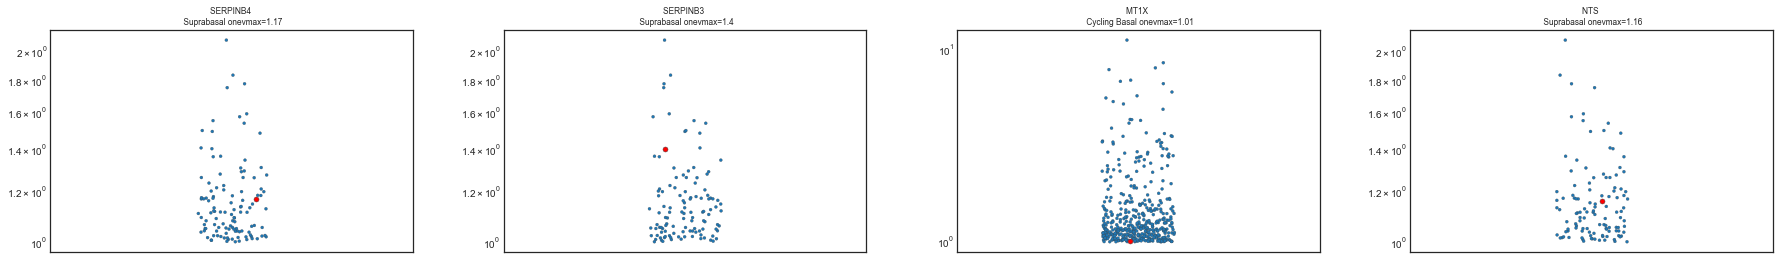 SERPINB4
Suprabasal onevmax=1.17
2 × 10⁰
1.8 × 10⁰
1.6 × 10⁰
1.4 × 10⁰
1.2 × 10⁰
10⁰
SERPINB3
Suprabasal onevmax=1.4
2 × 10⁰
1.8 × 10⁰
1.6 × 10⁰
1.4 × 10⁰
1.2 × 10⁰
10⁰
MT1X
Cycling Basal onevmax=1.01
10¹
10⁰
NTS
Suprabasal onevmax=1.16
2 × 10⁰
1.8 × 10⁰
1.6 × 10⁰
1.4 × 10⁰
1.2 × 10⁰
10⁰